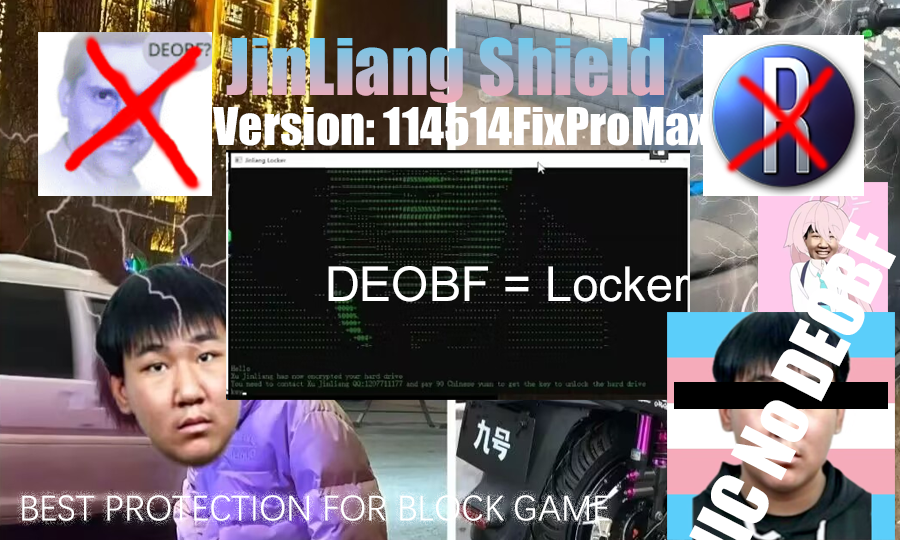 DEOBF?
JinLiang Shield
Version: 114514FixProMax
Jinliang Locker
DEOBF = Locker
Hello
Xu Jinliang has now encrypted your hard drive
You need to contact Xu Jinliang QQ:1297711177 and pay 90 Chinese yuan to get the key to unlock the hard drive
R
No DEOBF
九号
BEST PROTECTION FOR BLOCK GAME